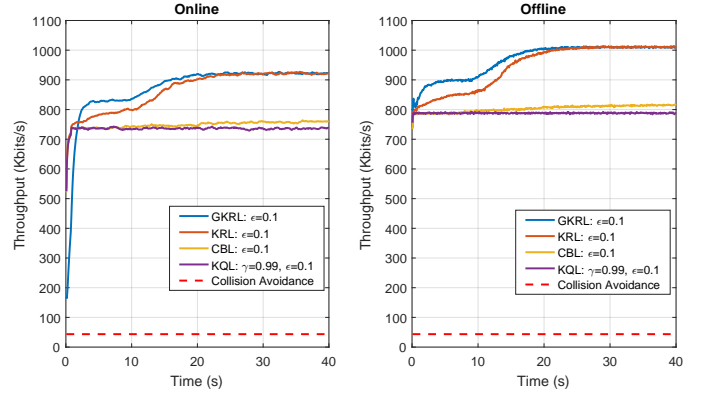 Online
Throughput (Kbits/s)
1100
1000
900
800
700
600
500
400
300
200
100
0
GKRL: ϵ=0.1
KRL: ϵ=0.1
CBL: ϵ=0.1
KQL: γ=0.99, ϵ=0.1
Collision Avoidance
0 10 20 30 40
Time (s)
Offline
Throughput (Kbits/s)
1100
1000
900
800
700
600
500
400
300
200
100
0
GKRL: ϵ=0.1
KRL: ϵ=0.1
CBL: ϵ=0.1
KQL: γ=0.99, ϵ=0.1
Collision Avoidance
0 10 20 30 40
Time (s)